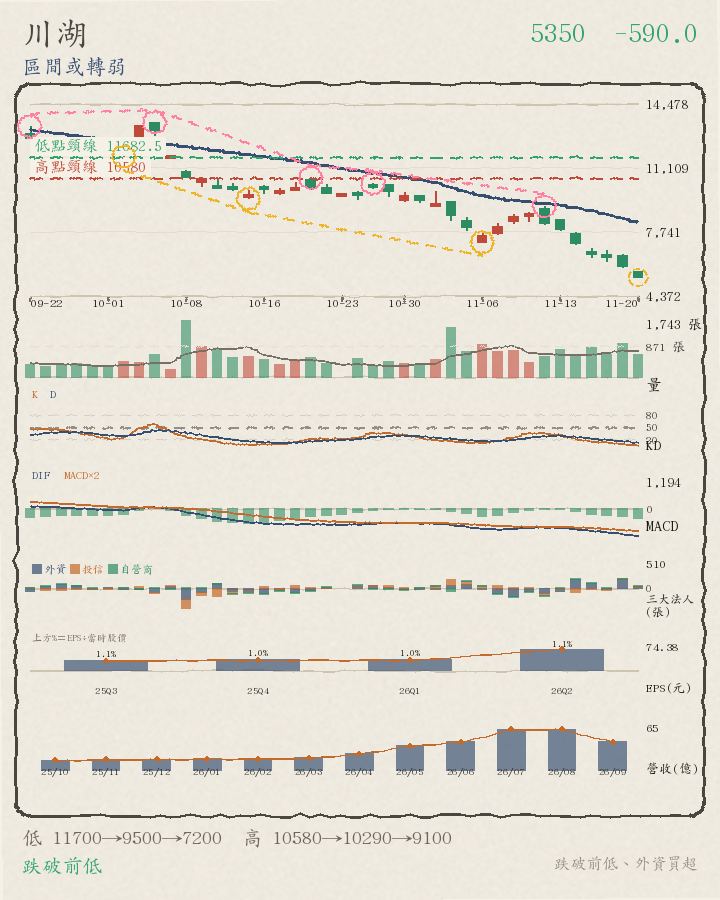 川湖
5350 -590.0
區間或轉弱
14,478
低點頸線 11682.5
高點頸線 10580
11,109
7,741
4,372
09-22 10-01 10-08 10-16 10-23 10-30 11-06 11-13 11-20
1,743 張
871 張
量
K D
80
50
20
KD
DIF MACD×2
1,194
0
MACD
外資 投信 自營商
510
0
三大法人
(張)
上方%=EPS÷當時股價
74.38
1.1% 1.0% 1.0% 1.1%
25Q3 25Q4 26Q1 26Q2
EPS(元)
65
25/10 25/11 25/12 26/01 26/02 26/03 26/04 26/05 26/06 26/07 26/08 26/09
營收(億)
低 11700→9500→7200 高 10580→10290→9100
跌破前低
跌破前低、外資買超